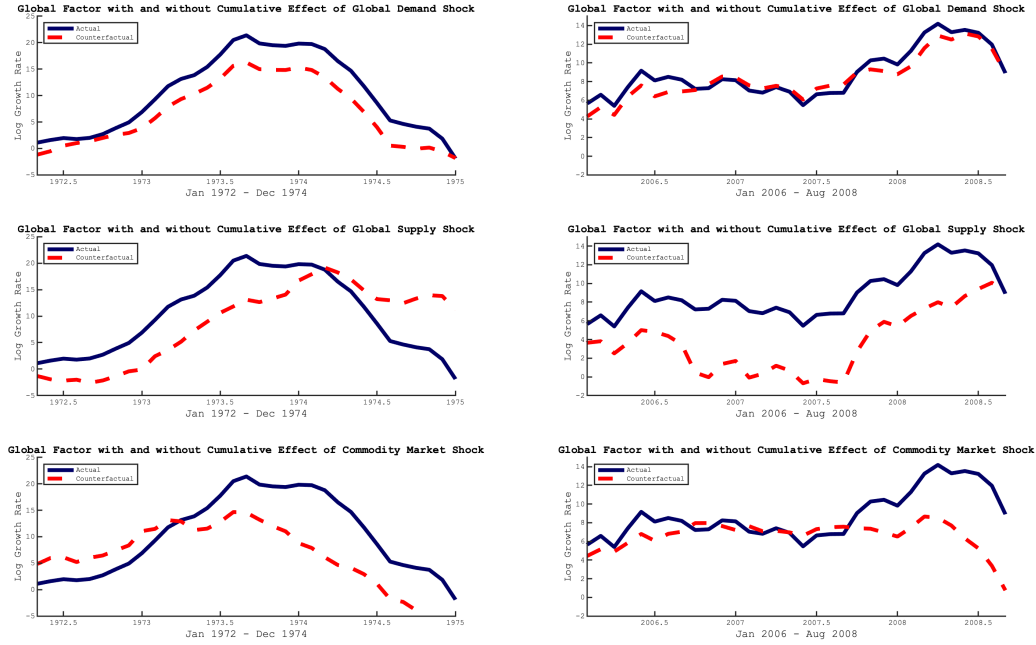 Global Factor with and without Cumulative Effect of Global Demand Shock
25
20
15
10
5
0
-5
Log Growth Rate
Actual
Counterfactual
1972.5 1973 1973.5 1974 1974.5 1975
Jan 1972 - Dec 1974
Global Factor with and without Cumulative Effect of Global Demand Shock
14
12
10
8
6
4
2
0
-2
Log Growth Rate
Actual
Counterfactual
2006.5 2007 2007.5 2008 2008.5
Jan 2006 - Aug 2008
Global Factor with and without Cumulative Effect of Global Supply Shock
25
20
15
10
5
0
-5
Log Growth Rate
Actual
Counterfactual
1972.5 1973 1973.5 1974 1974.5 1975
Jan 1972 - Dec 1974
Global Factor with and without Cumulative Effect of Global Supply Shock
14
12
10
8
6
4
2
0
-2
Log Growth Rate
Actual
Counterfactual
2006.5 2007 2007.5 2008 2008.5
Jan 2006 - Aug 2008
Global Factor with and without Cumulative Effect of Commodity Market Shock
25
20
15
10
5
0
-5
Log Growth Rate
Actual
Counterfactual
1972.5 1973 1973.5 1974 1974.5 1975
Jan 1972 - Dec 1974
Global Factor with and without Cumulative Effect of Commodity Market Shock
14
12
10
8
6
4
2
0
-2
Log Growth Rate
Actual
Counterfactual
2006.5 2007 2007.5 2008 2008.5
Jan 2006 - Aug 2008